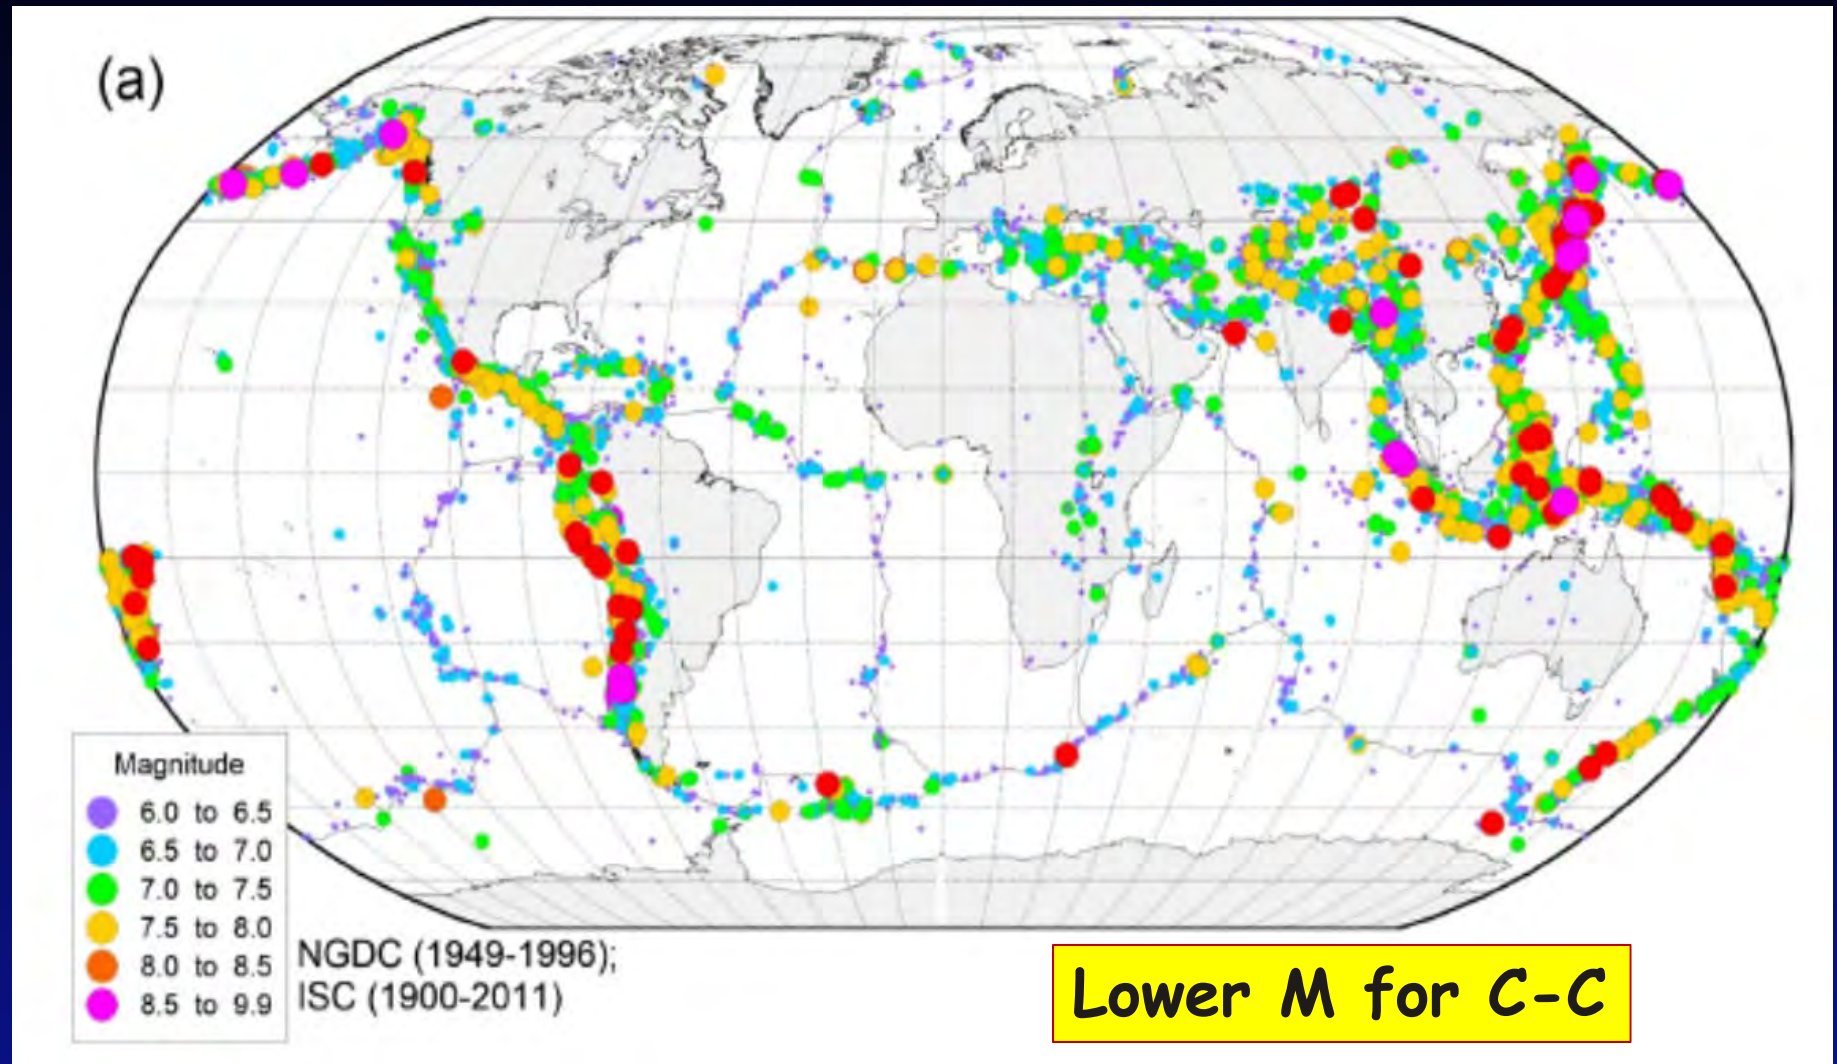 (a)
Magnitude
6.0 to 6.5
6.5 to 7.0
7.0 to 7.5
7.5 to 8.0
8.0 to 8.5
8.5 to 9.9
NGDC (1949-1996);
ISC (1900-2011)
Lower M for C-C